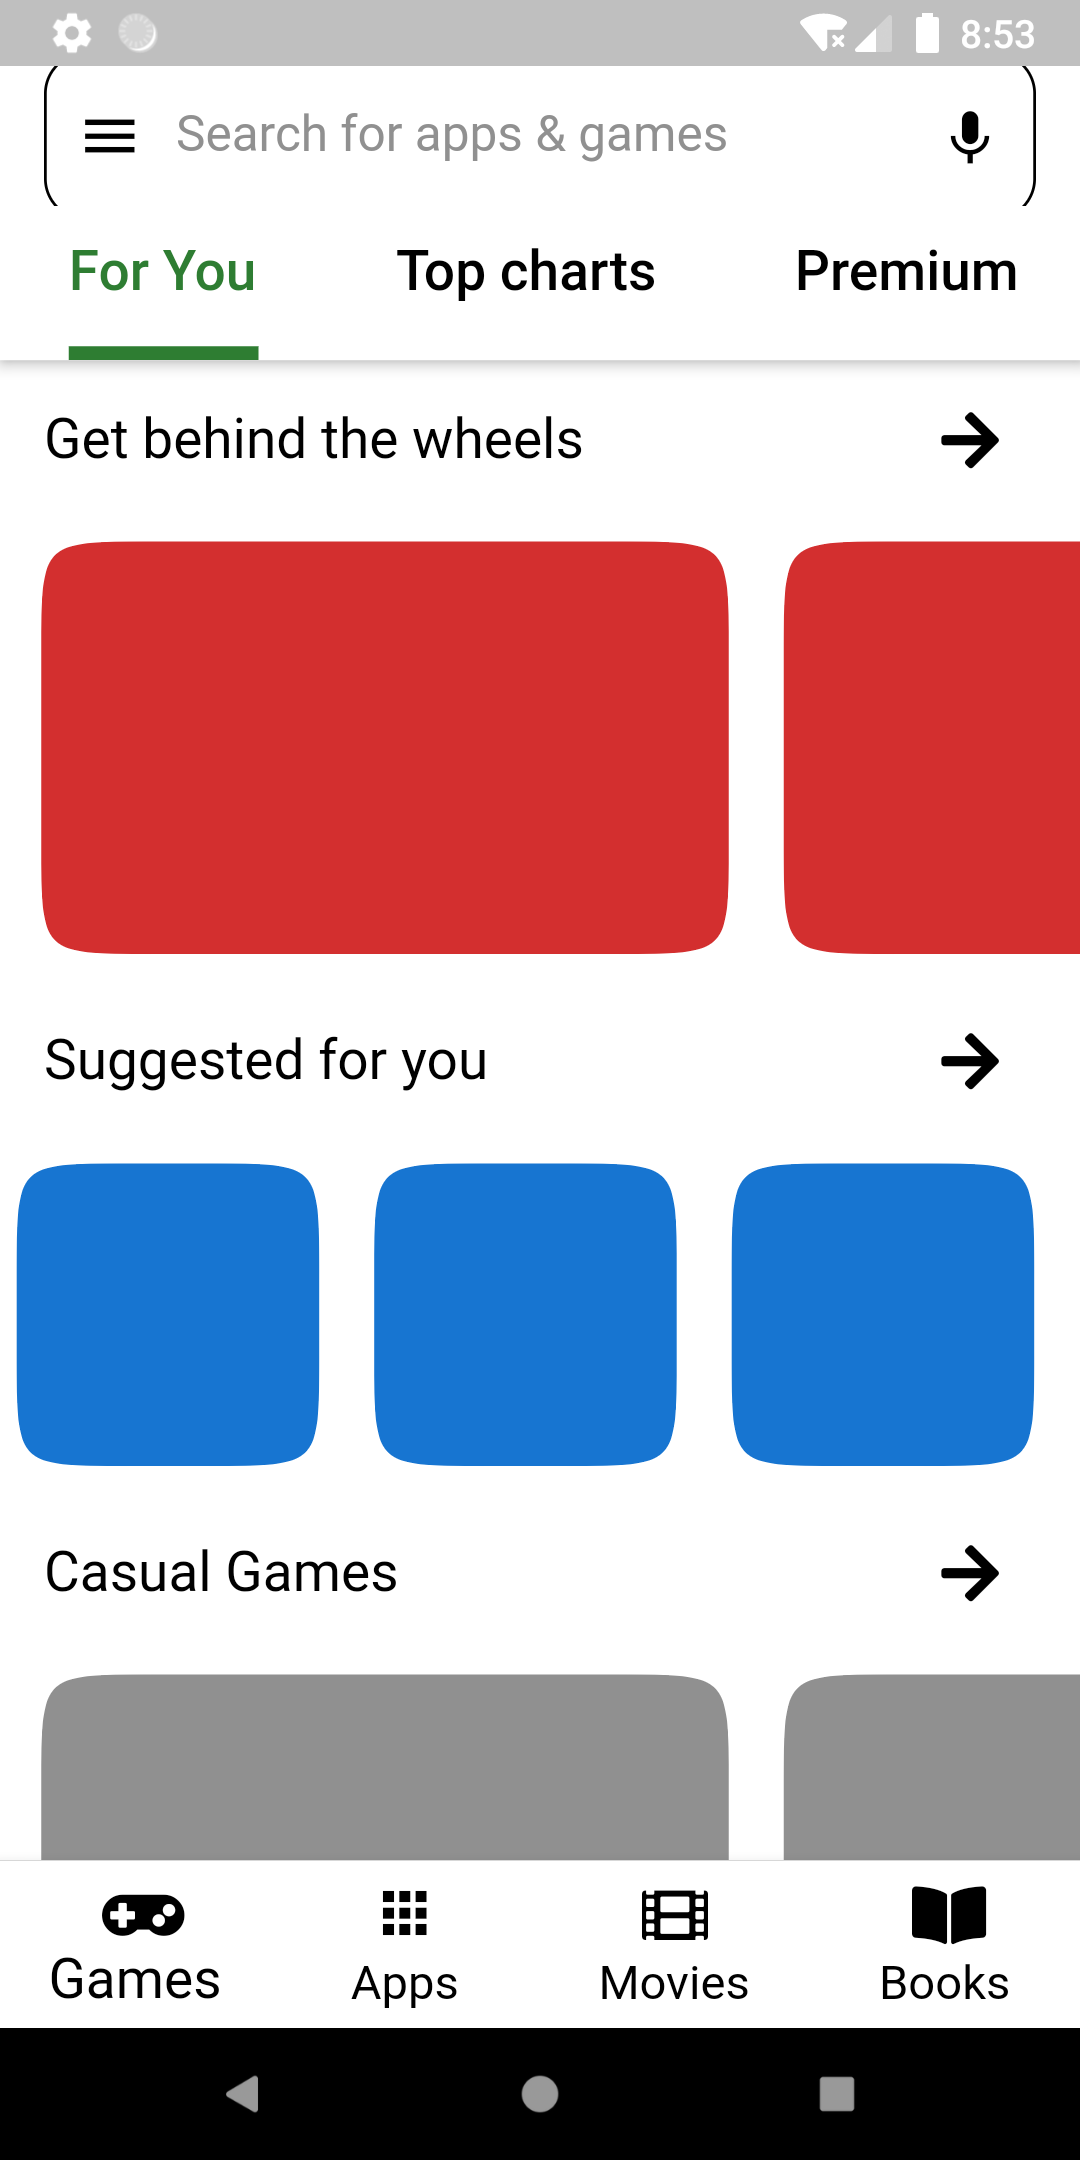 8:53
Search for apps & games
For You
Top charts
Premium
Get behind the wheels
Suggested for you
Casual Games
Games
Apps
Movies
Books